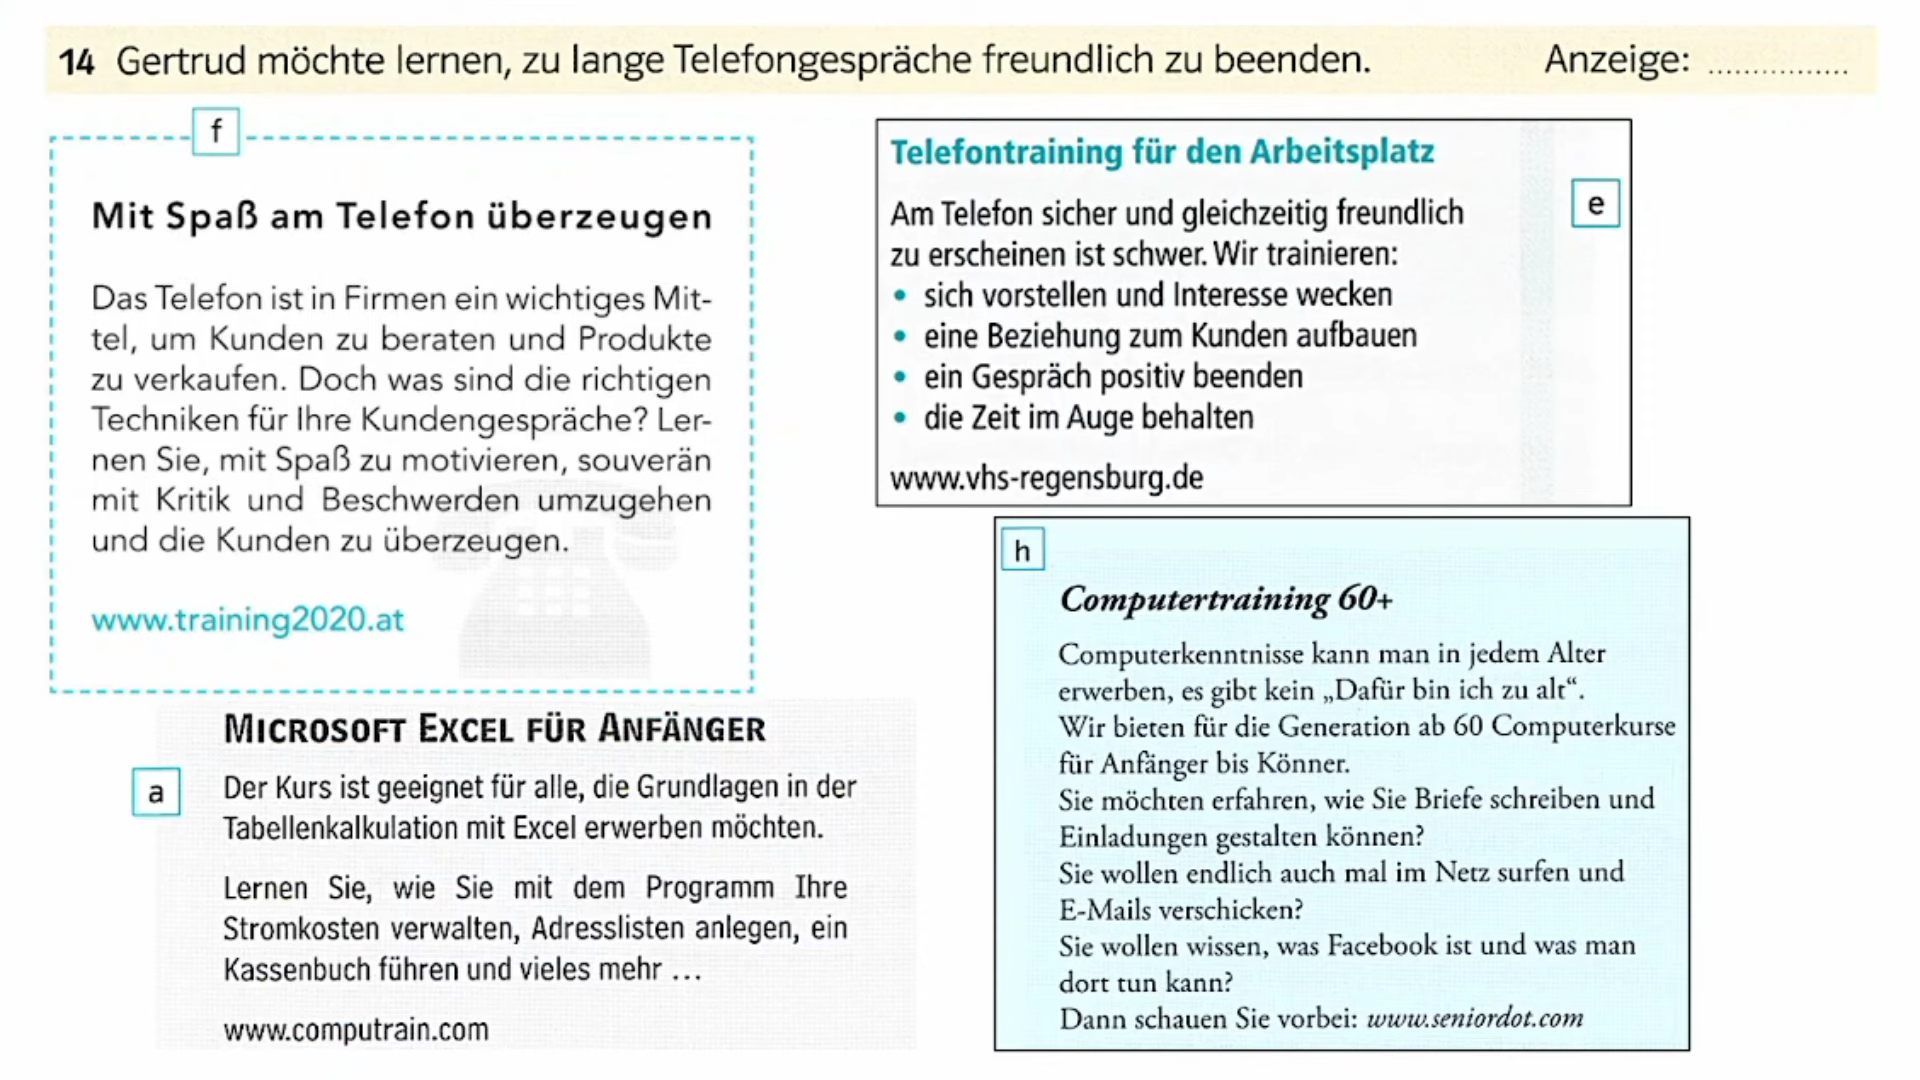 14 Gertrud möchte lernen, zu lange Telefongespräche freundlich zu beenden. Anzeige: ................
f
Mit Spaß am Telefon überzeugen
Das Telefon ist in Firmen ein wichtiges Mit-
tel, um Kunden zu beraten und Produkte
zu verkaufen. Doch was sind die richtigen
Techniken für Ihre Kundengespräche? Ler-
nen Sie, mit Spaß zu motivieren, souverän
mit Kritik und Beschwerden umzugehen
und die Kunden zu überzeugen.
www.training2020.at
Telefontraining für den Arbeitsplatz
e
Am Telefon sicher und gleichzeitig freundlich
zu erscheinen ist schwer. Wir trainieren:
• sich vorstellen und Interesse wecken
• eine Beziehung zum Kunden aufbauen
• ein Gespräch positiv beenden
• die Zeit im Auge behalten
www.vhs-regensburg.de
MICROSOFT EXCEL FÜR ANFÄNGER
a
Der Kurs ist geeignet für alle, die Grundlagen in der
Tabellenkalkulation mit Excel erwerben möchten.
Lernen Sie, wie Sie mit dem Programm Ihre
Stromkosten verwalten, Adresslisten anlegen, ein
Kassenbuch führen und vieles mehr ...
www.computrain.com
h
Computertraining 60+
Computerkenntnisse kann man in jedem Alter
erwerben, es gibt kein „Dafür bin ich zu alt“.
Wir bieten für die Generation ab 60 Computerkurse
für Anfänger bis Könner.
Sie möchten erfahren, wie Sie Briefe schreiben und
Einladungen gestalten können?
Sie wollen endlich auch mal im Netz surfen und
E-Mails verschicken?
Sie wollen wissen, was Facebook ist und was man
dort tun kann?
Dann schauen Sie vorbei: www.seniordot.com